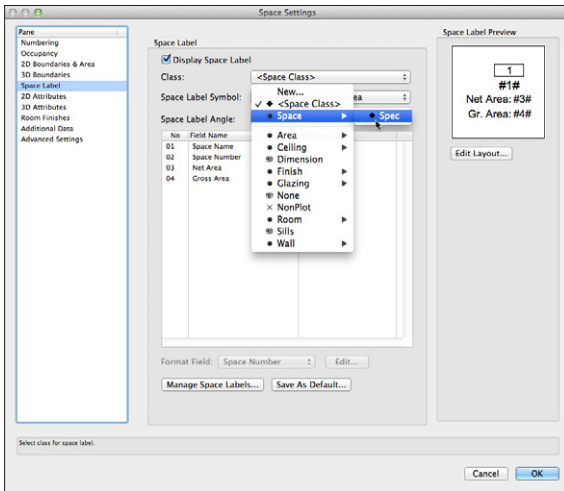 Space Settings
Pane
Numbering
Occupancy
2D Boundaries & Area
3D Boundaries
Space Label
2D Attributes
3D Attributes
Room Finishes
Additional Data
Advanced Settings
Space Label
Display Space Label
Class:
<Space Class>
Space Label Symbol:
ea
Space Label Angle:
New...
<Space Class>
Space
Spec
Area
Ceiling
Dimension
Finish
Glazing
None
NonPlot
Room
Sills
Wall
No Field Name
01 Space Name
02 Space Number
03 Net Area
04 Gross Area
Format Field: Space Number Edit...
Manage Space Labels... Save As Default...
Space Label Preview
1
#1#
Net Area: #3#
Gr. Area: #4#
Edit Layout...
Select class for space label.
Cancel OK